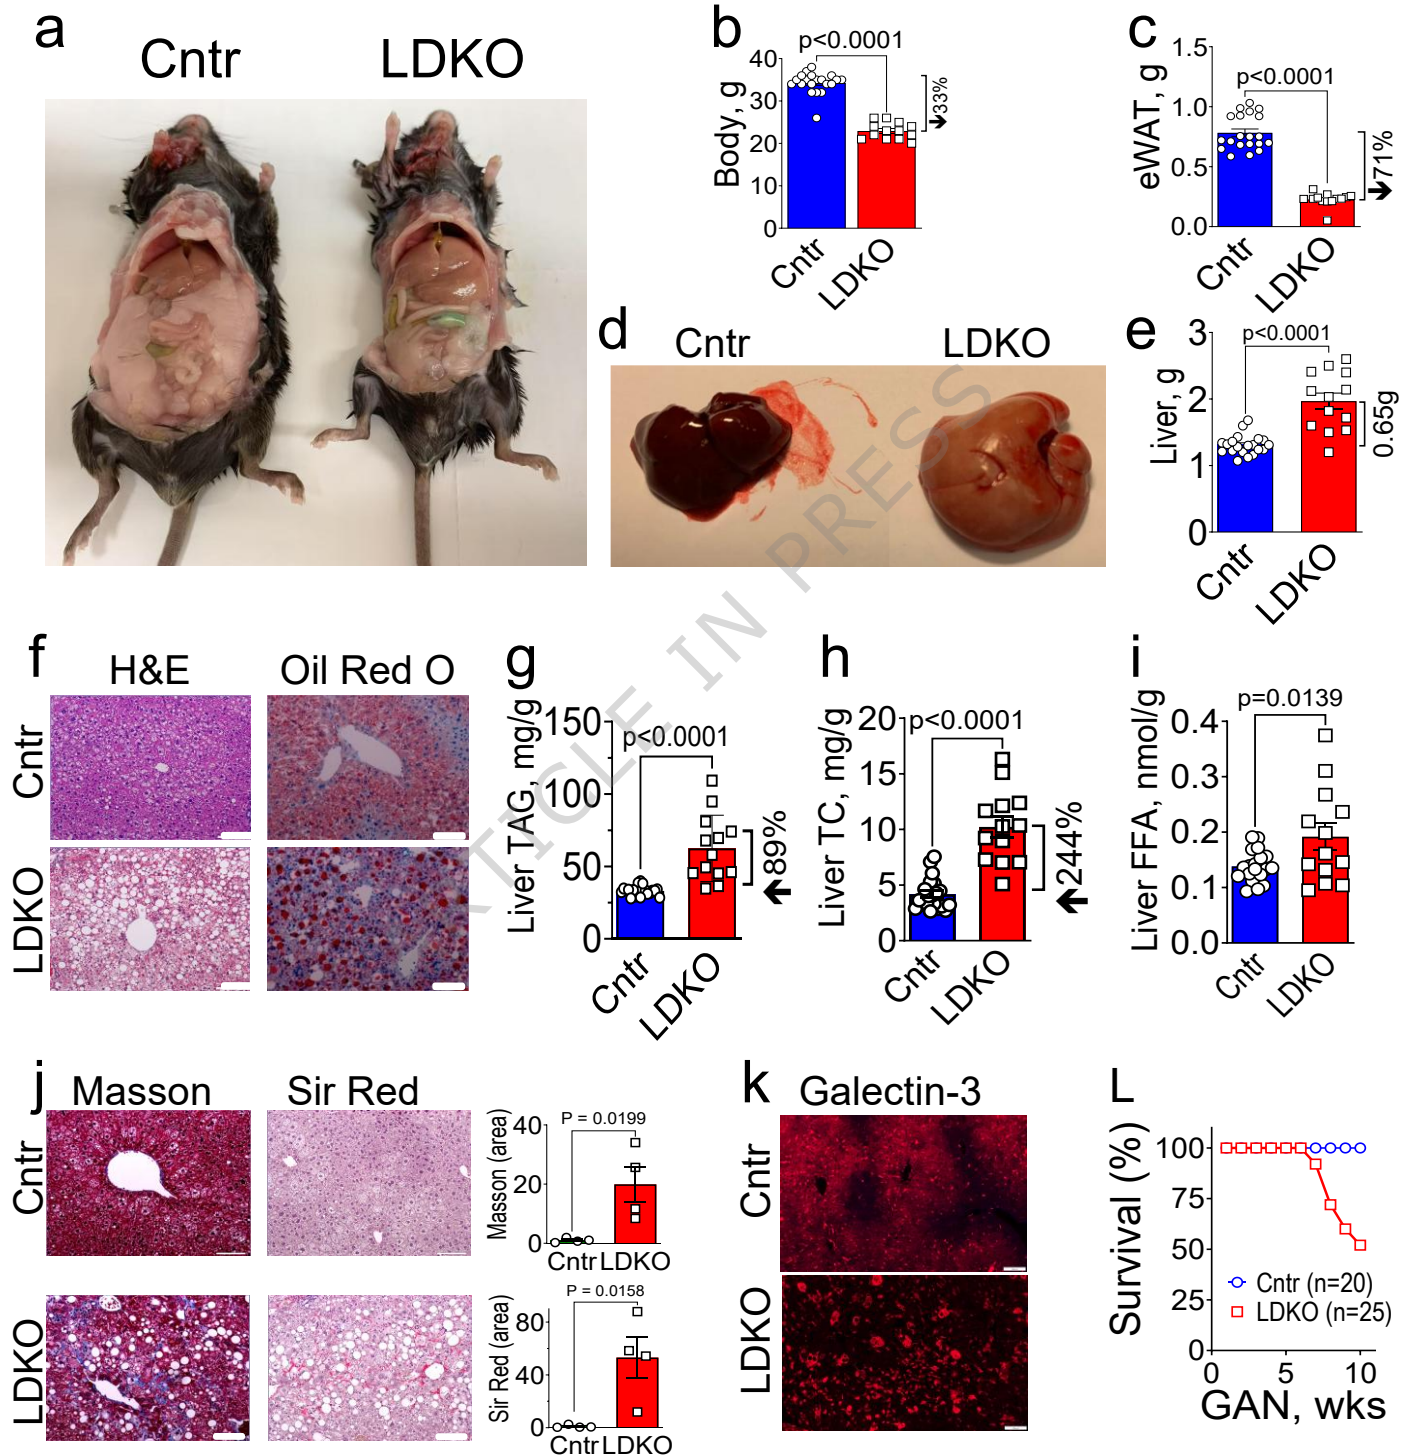 a
Cntr
LDKO
b
p<0.0001
Body, g
40
30
20
10
0
➔33%
Cntr
LDKO
c
p<0.0001
eWAT, g
1.5
1.0
0.5
0.0
➔71%
Cntr
LDKO
d
Cntr
LDKO
e
p<0.0001
Liver, g
3
2
1
0
0.65g
Cntr
LDKO
f
H&E
Oil Red O
Cntr
LDKO
g
Liver TAG, mg/g
150
100
50
0
p<0.0001
➔89%
Cntr
LDKO
h
Liver TC, mg/g
20
15
10
5
0
p<0.0001
➔244%
Cntr
LDKO
i
Liver FFA, nmol/g
0.4
0.3
0.2
0.1
0.0
p=0.0139
Cntr
LDKO
j
Masson
Sir Red
Cntr
LDKO
Masson (area)
40
20
0
P = 0.0199
Cntr LDKO
Sir Red (area)
80
40
0
P = 0.0158
Cntr LDKO
k
Galectin-3
Cntr
LDKO
L
Survival (%)
100
75
50
25
0
Cntr (n=20)
LDKO (n=25)
0 5 10
GAN, wks
ARTICLE IN PRESS